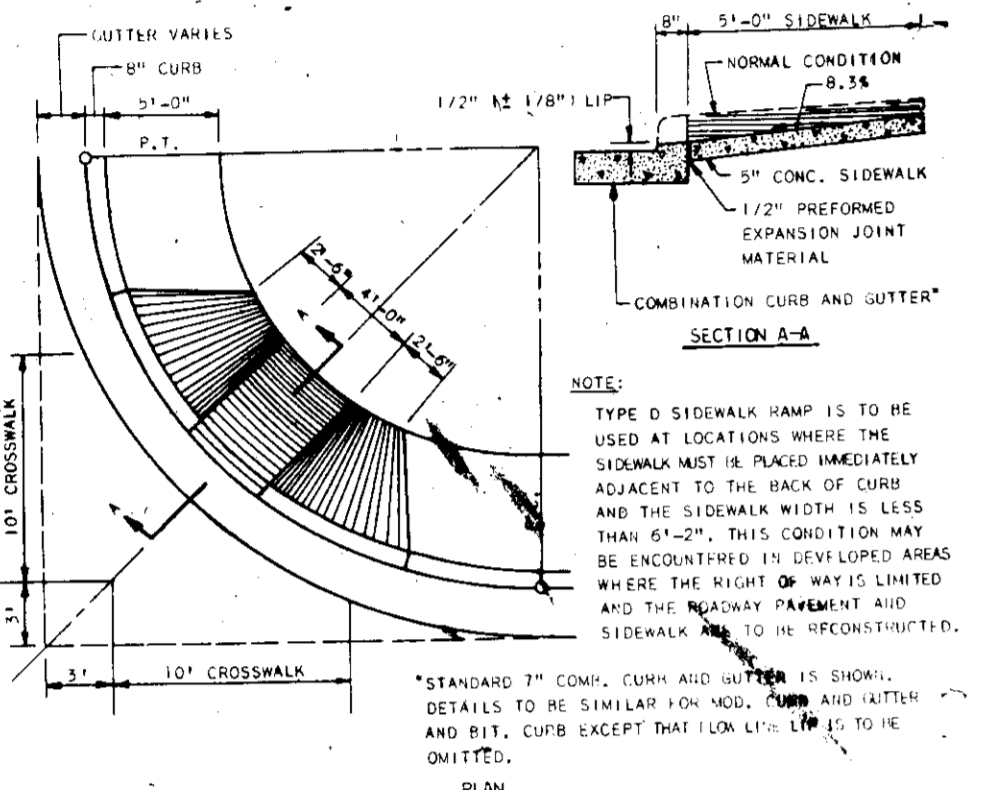 GUTTER VARIES
8" CURB
5'-0"
P.T.
2'-6"
4'-0"
2'-6"
A
A
10' CROSSWALK
3'
3'
10' CROSSWALK
8"
5'-0" SIDEWALK
NORMAL CONDITION
8.3%
1/2" (± 1/8") LIP
5" CONC. SIDEWALK
1/2" PREFORMED
EXPANSION JOINT
MATERIAL
COMBINATION CURB AND GUTTER*
SECTION A-A
NOTE:
TYPE D SIDEWALK RAMP IS TO BE
USED AT LOCATIONS WHERE THE
SIDEWALK MUST BE PLACED IMMEDIATELY
ADJACENT TO THE BACK OF CURB
AND THE SIDEWALK WIDTH IS LESS
THAN 6'-2". THIS CONDITION MAY
BE ENCOUNTERED IN DEVELOPED AREAS
WHERE THE RIGHT OF WAY IS LIMITED
AND THE ROADWAY PAVEMENT AND
SIDEWALK ARE TO BE RECONSTRUCTED.
*STANDARD 7" COMB. CURB AND GUTTER IS SHOWN.
DETAILS TO BE SIMILAR FOR MOD. CURB AND GUTTER
AND BIT. CURB EXCEPT THAT FLOW LINE LIP IS TO BE
OMITTED.
PLAN